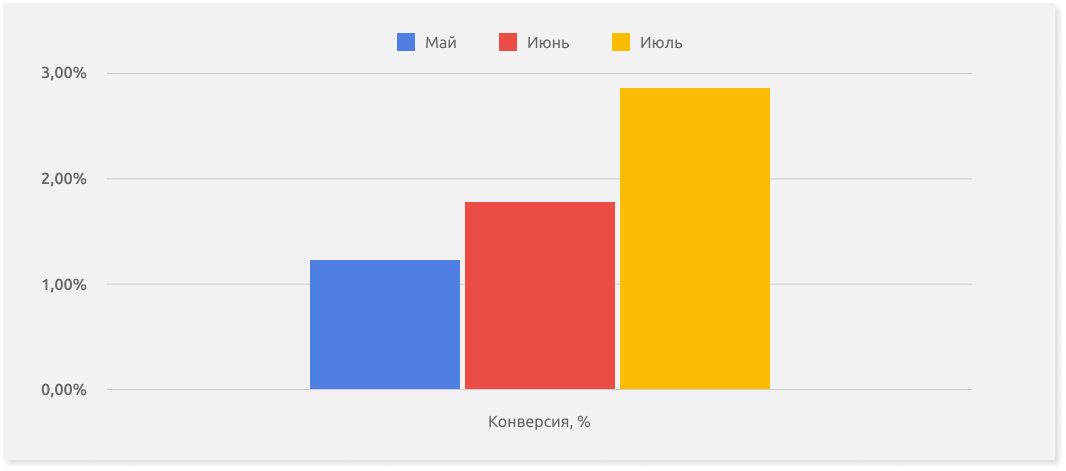 Май Июнь Июль
3,00%
2,00%
1,00%
0,00%
Конверсия, %